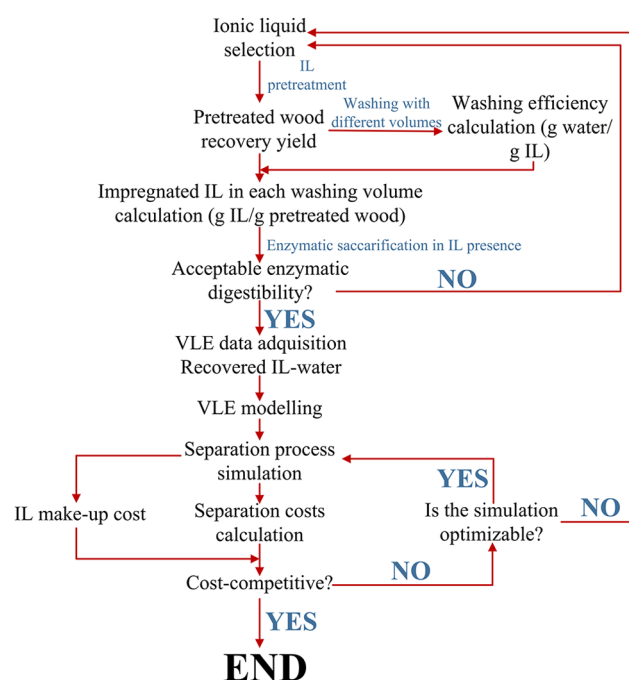 Ionic liquid
selection
IL
pretreatment
Pretreated wood
recovery yield
Washing with
different volumes
Washing efficiency
calculation (g water/
g IL)
Impregnated IL in each washing volume
calculation (g IL/g pretreated wood)
Enzymatic saccarification in IL presence
Acceptable enzymatic
digestibility?
NO
YES
VLE data adquisition
Recovered IL-water
VLE modelling
Separation process
simulation
YES
IL make-up cost
Separation costs
calculation
Is the simulation
optimizable?
NO
Cost-competitive?
NO
YES
END